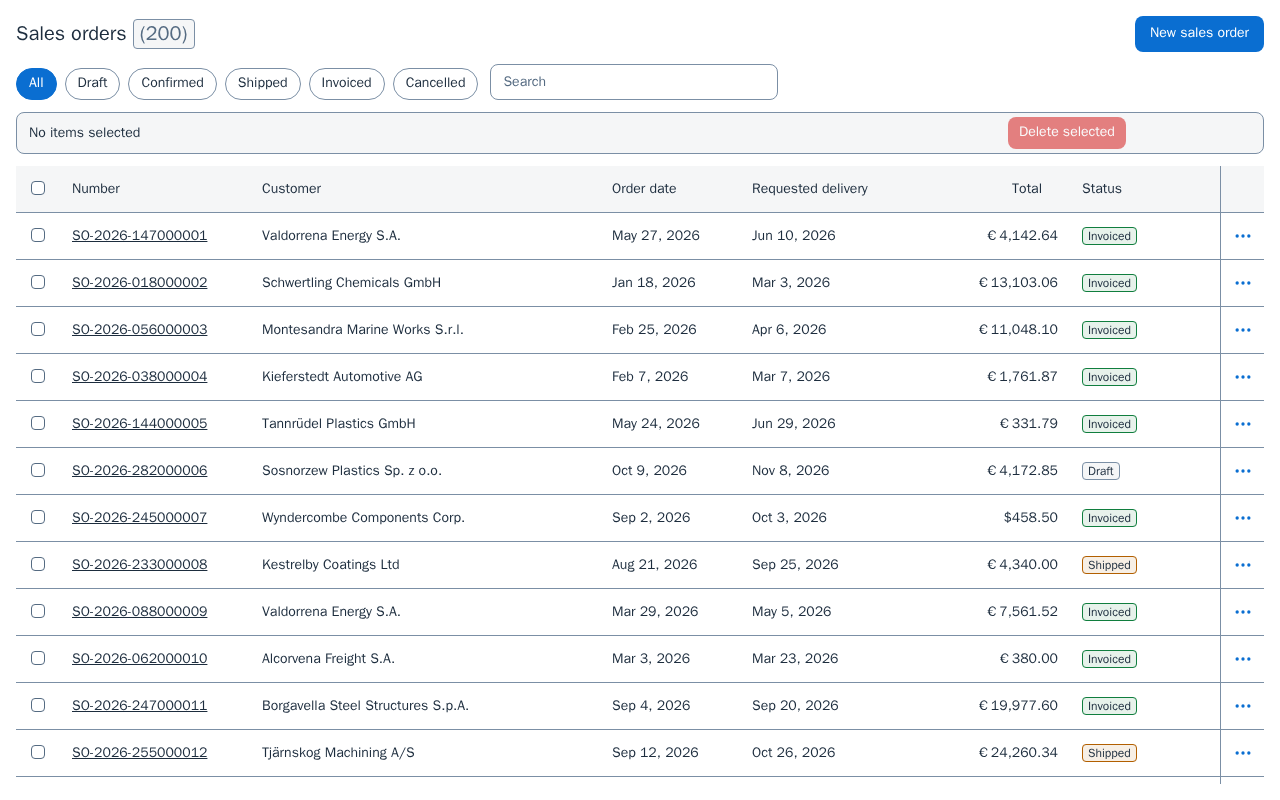 Sales orders (200)
New sales order
All Draft Confirmed Shipped Invoiced Cancelled Search
No items selected Delete selected
Number Customer Order date Requested delivery Total Status
SO-2026-147000001 Valdorrena Energy S.A. May 27, 2026 Jun 10, 2026 € 4,142.64 Invoiced
SO-2026-018000002 Schwertling Chemicals GmbH Jan 18, 2026 Mar 3, 2026 € 13,103.06 Invoiced
SO-2026-056000003 Montesandra Marine Works S.r.l. Feb 25, 2026 Apr 6, 2026 € 11,048.10 Invoiced
SO-2026-038000004 Kieferstedt Automotive AG Feb 7, 2026 Mar 7, 2026 € 1,761.87 Invoiced
SO-2026-144000005 Tannrüdel Plastics GmbH May 24, 2026 Jun 29, 2026 € 331.79 Invoiced
SO-2026-282000006 Sosnorzew Plastics Sp. z o.o. Oct 9, 2026 Nov 8, 2026 € 4,172.85 Draft
SO-2026-245000007 Wyndercombe Components Corp. Sep 2, 2026 Oct 3, 2026 $458.50 Invoiced
SO-2026-233000008 Kestrelby Coatings Ltd Aug 21, 2026 Sep 25, 2026 € 4,340.00 Shipped
SO-2026-088000009 Valdorrena Energy S.A. Mar 29, 2026 May 5, 2026 € 7,561.52 Invoiced
SO-2026-062000010 Alcorvena Freight S.A. Mar 3, 2026 Mar 23, 2026 € 380.00 Invoiced
SO-2026-247000011 Borgavella Steel Structures S.p.A. Sep 4, 2026 Sep 20, 2026 € 19,977.60 Invoiced
SO-2026-255000012 Tjärnskog Machining A/S Sep 12, 2026 Oct 26, 2026 € 24,260.34 Shipped